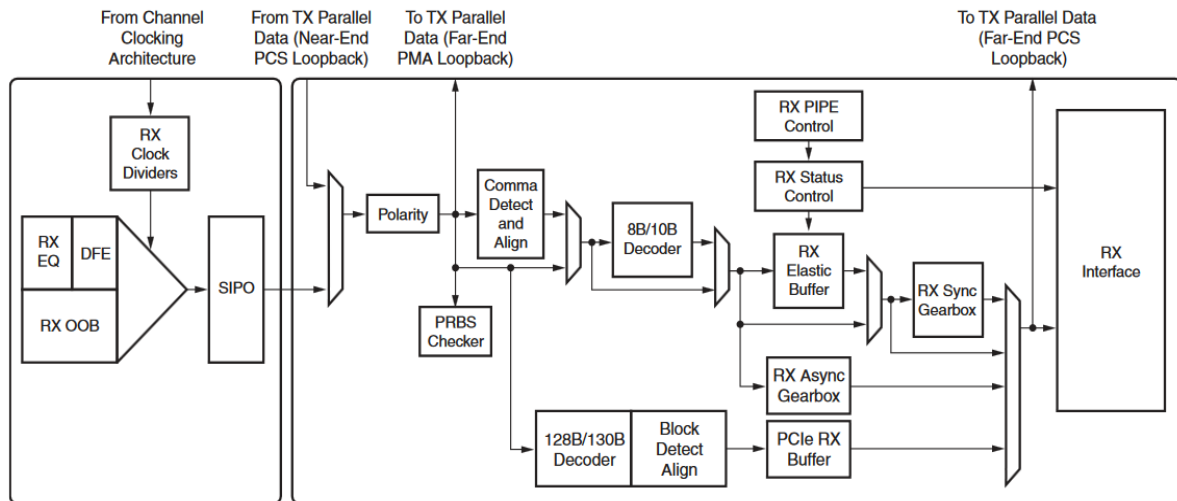 From Channel
Clocking
Architecture
From TX Parallel
Data (Near-End
PCS Loopback)
To TX Parallel
Data (Far-End
PMA Loopback)
To TX Parallel Data
(Far-End PCS
Loopback)
RX
Clock
Dividers
RX
EQ
DFE
RX OOB
SIPO
Polarity
Comma
Detect
and
Align
PRBS
Checker
8B/10B
Decoder
RX PIPE
Control
RX Status
Control
RX
Elastic
Buffer
RX Sync
Gearbox
RX Async
Gearbox
128B/130B
Decoder
Block
Detect
Align
PCIe RX
Buffer
RX
Interface